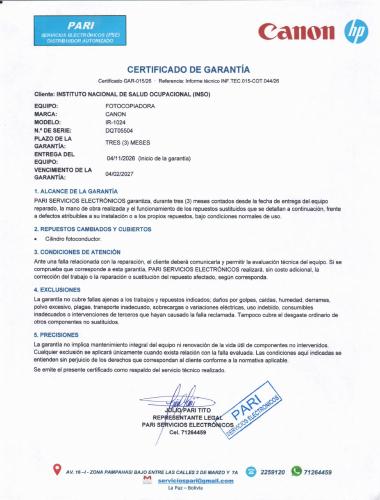 PARI
SERVICIOS ELECTRÓNICOS (PSE)
DISTRIBUIDOR AUTORIZADO
Canon
hp
CERTIFICADO DE GARANTÍA
Certificado GAR-015/26 · Referencia: Informe técnico INF.TEC.015-COT.044/26
Cliente: INSTITUTO NACIONAL DE SALUD OCUPACIONAL (INSO)
EQUIPO: FOTOCOPIADORA
MARCA: CANON
MODELO: IR-1024
N.º DE SERIE: DQT05504
PLAZO DE LA GARANTÍA: TRES (3) MESES
ENTREGA DEL EQUIPO: 04/11/2026 (inicio de la garantía)
VENCIMIENTO DE LA GARANTÍA: 04/02/2027
1. ALCANCE DE LA GARANTÍA
PARI SERVICIOS ELECTRÓNICOS garantiza, durante tres (3) meses contados desde la fecha de entrega del equipo
reparado, la mano de obra realizada y el funcionamiento de los repuestos sustituidos que se detallan a continuación, frente
a defectos atribuibles a su instalación o a los propios repuestos, bajo condiciones normales de uso.
2. REPUESTOS CAMBIADOS Y CUBIERTOS
• Cilindro fotoconductor.
3. CONDICIONES DE ATENCIÓN
Ante una falla relacionada con la reparación, el cliente deberá comunicarla y permitir la evaluación técnica del equipo. Si se
comprueba que corresponde a esta garantía, PARI SERVICIOS ELECTRÓNICOS realizará, sin costo adicional, la
corrección del trabajo o la reparación o sustitución del repuesto afectado, según corresponda.
4. EXCLUSIONES
La garantía no cubre fallas ajenas a los trabajos y repuestos indicados; daños por golpes, caídas, humedad, derrames,
polvo excesivo, plagas, transporte inadecuado, sobrecargas o variaciones eléctricas, uso indebido, consumibles
inadecuados o intervenciones de terceros que hayan causado la falla reclamada. Tampoco cubre el desgaste ordinario de
otros componentes no sustituidos.
5. PRECISIONES
La garantía no implica mantenimiento integral del equipo ni renovación de la vida útil de componentes no intervenidos.
Cualquier exclusión se aplicará únicamente cuando exista relación con la falla evaluada. Las condiciones aquí indicadas se
entienden sin perjuicio de los derechos que correspondan al cliente conforme a la normativa aplicable.
Se emite el presente certificado como respaldo del servicio técnico realizado.
JULIO PARI TITO
REPRESENTANTE LEGAL
PARI SERVICIOS ELECTRÓNICOS
Cel. 71264459
PARI
SERVICIOS ELECTRÓNICOS
AV. 16 –I - ZONA PAMPAHASI BAJO ENTRE LAS CALLES 2 DE MARZO Y 7A
2259120
71264459
serviciospari@gmail.com
La Paz – Bolivia